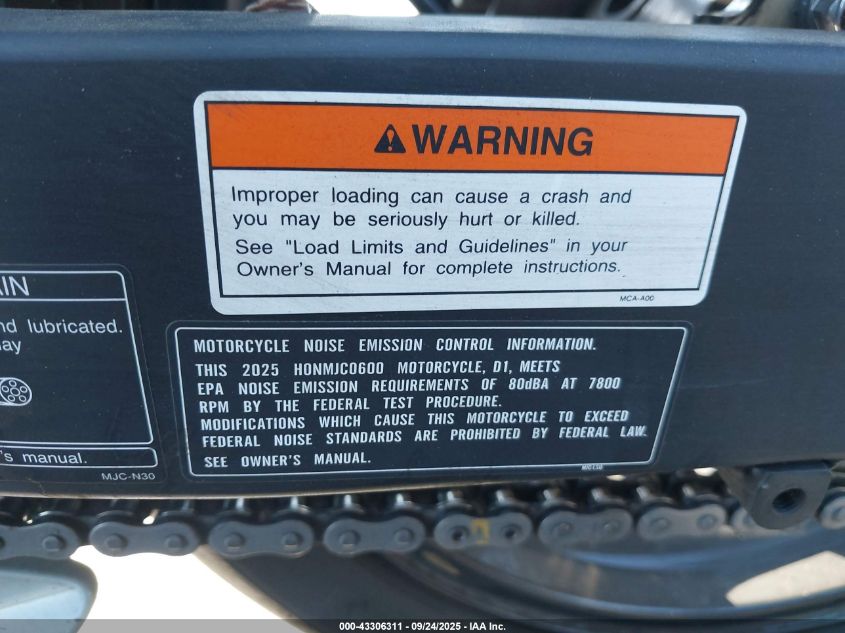 WARNING
Improper loading can cause a crash and
you may be seriously hurt or killed.
See "Load Limits and Guidelines" in your
Owner's Manual for complete instructions.
MCA-A00
AIN
nd lubricated.
ay
's manual.
MJC-N30
MOTORCYCLE NOISE EMISSION CONTROL INFORMATION.
THIS 2025 HONMJC0600 MOTORCYCLE, D1, MEETS
EPA NOISE EMISSION REQUIREMENTS OF 80dBA AT 7800
RPM BY THE FEDERAL TEST PROCEDURE.
MODIFICATIONS WHICH CAUSE THIS MOTORCYCLE TO EXCEED
FEDERAL NOISE STANDARDS ARE PROHIBITED BY FEDERAL LAW.
SEE OWNER'S MANUAL.
000-43306311 - 09/24/2025 - IAA Inc.